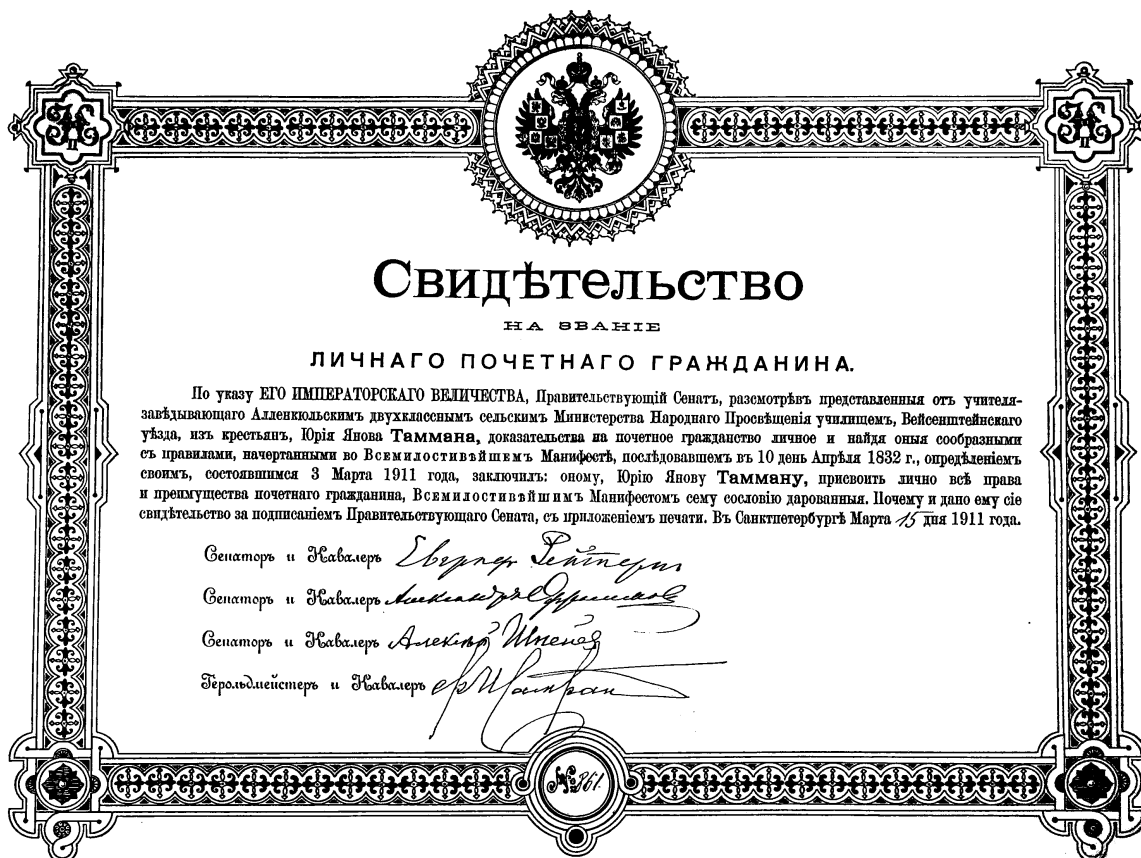 Свидѣтельство
НА ЗВАНІЕ
ЛИЧНАГО ПОЧЕТНАГО ГРАЖДАНИНА.
По указу ЕГО ИМПЕРАТОРСКАГО ВЕЛИЧЕСТВА, Правительствующій Сенатъ, разсмотрѣвъ представленныя отъ учителя-
завѣдывающаго Алленкюльскимъ двухкласснымъ сельскимъ Министерства Народнаго Просвѣщенія училищемъ, Вейсенштейнскаго
уѣзда, изъ крестьянъ, Юрія Янова Таммана, доказательства на почетное гражданство личное и найдя оныя сообразными
съ правилами, начертанными во Всемилостивѣйшемъ Манифестѣ, послѣдовавшемъ въ 10 день Апрѣля 1832 г., опредѣленіемъ
своимъ, состоявшимся 3 Марта 1911 года, заключилъ: оному, Юрію Янову Тамману, присвоить лично всѣ права
и преимущества почетнаго гражданина, Всемилостивѣйшимъ Манифестомъ сему сословію дарованныя. Почему и дано ему сіе
свидѣтельство за подписаніемъ Правительствующаго Сената, съ приложеніемъ печати. Въ Санктпетербургѣ Марта 15 дня 1911 года.
Сенаторъ и Кавалеръ
Сенаторъ и Кавалеръ Александръ
Сенаторъ и Кавалеръ Алексѣй
Герольдмейстеръ и Кавалеръ
№ 851.